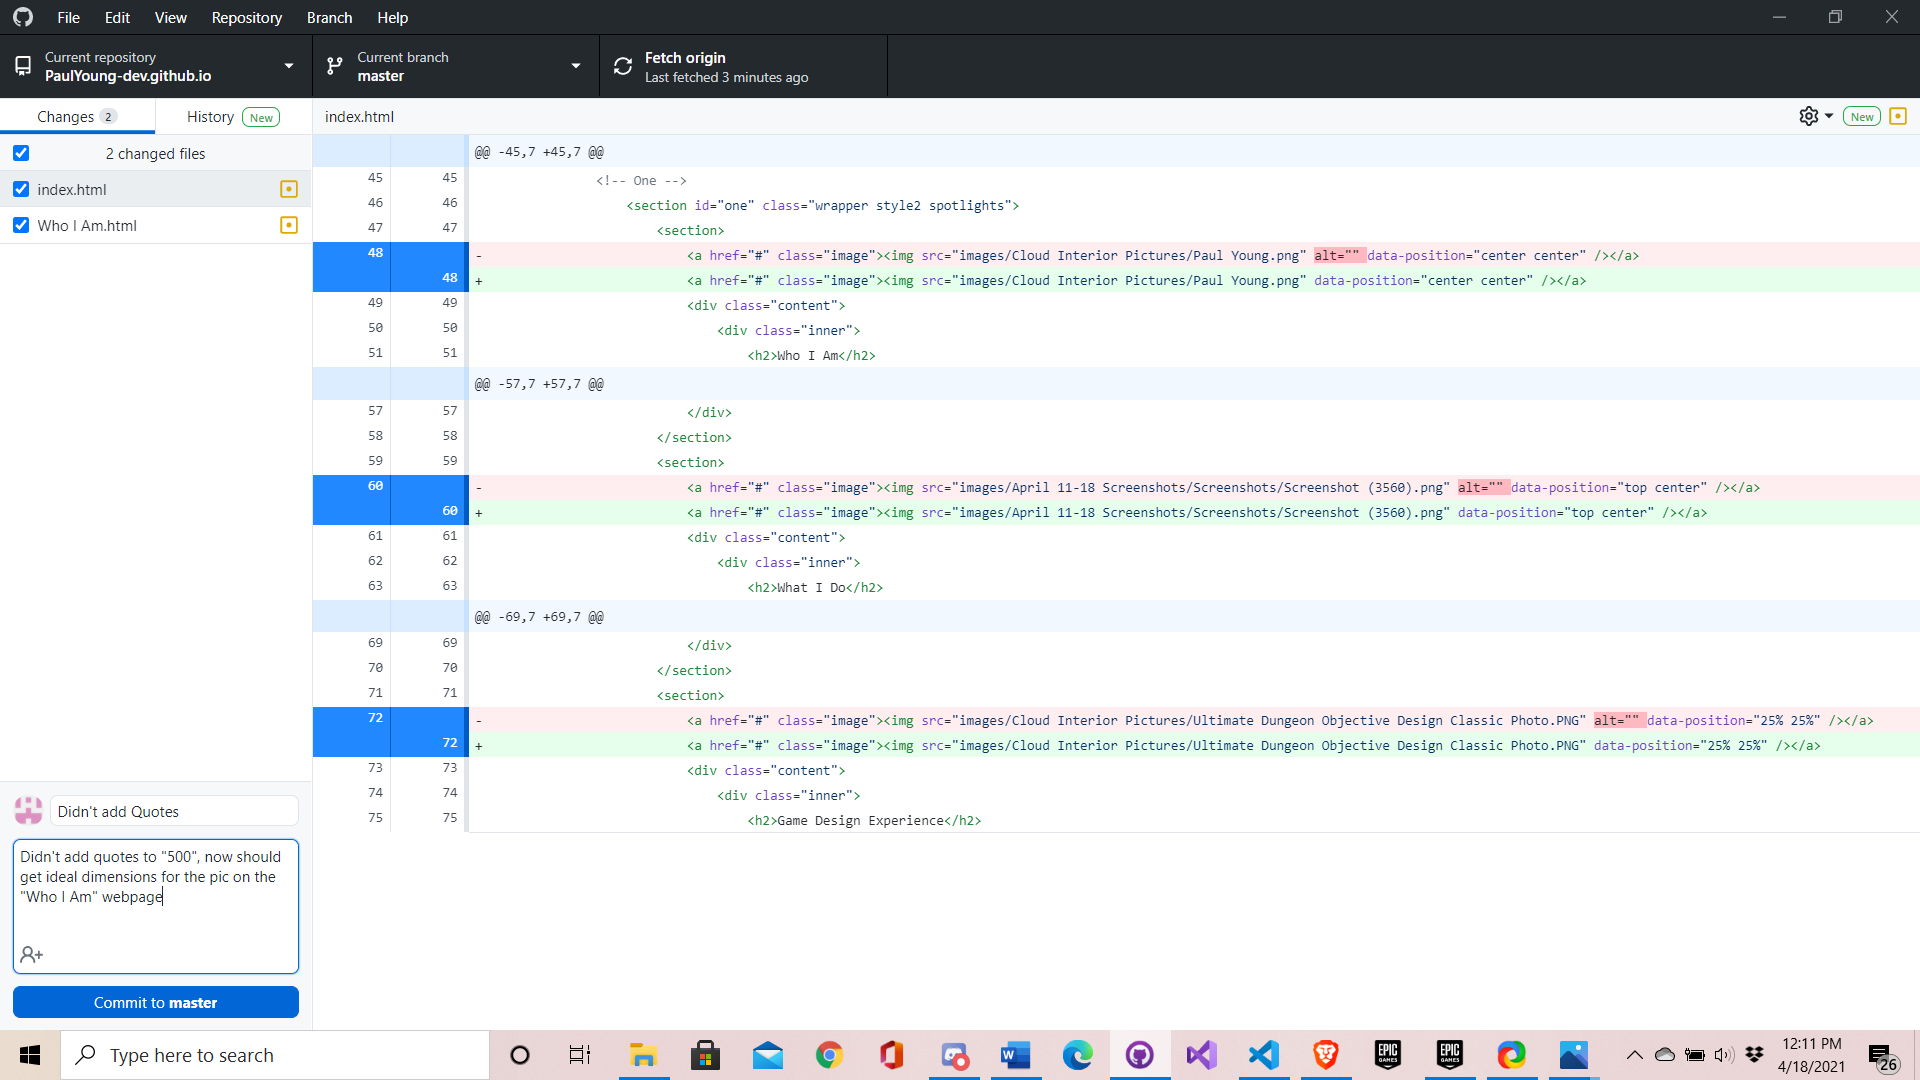 File Edit View Repository Branch Help
Current repository
PaulYoung-dev.github.io
Current branch
master
Fetch origin
Last fetched 3 minutes ago
Changes 2
History New
index.html
New
2 changed files
index.html
Who I Am.html
@@ -45,7 +45,7 @@
45 45 <!-- One -->
46 46 <section id="one" class="wrapper style2 spotlights">
47 47 <section>
48 - <a href="#" class="image"><img src="images/Cloud Interior Pictures/Paul Young.png" alt="" data-position="center center" /></a>
48 + <a href="#" class="image"><img src="images/Cloud Interior Pictures/Paul Young.png" data-position="center center" /></a>
49 49 <div class="content">
50 50 <div class="inner">
51 51 <h2>Who I Am</h2>
@@ -57,7 +57,7 @@
57 57 </div>
58 58 </section>
59 59 <section>
60 - <a href="#" class="image"><img src="images/April 11-18 Screenshots/Screenshots/Screenshot (3560).png" alt="" data-position="top center" /></a>
60 + <a href="#" class="image"><img src="images/April 11-18 Screenshots/Screenshots/Screenshot (3560).png" data-position="top center" /></a>
61 61 <div class="content">
62 62 <div class="inner">
63 63 <h2>What I Do</h2>
@@ -69,7 +69,7 @@
69 69 </div>
70 70 </section>
71 71 <section>
72 - <a href="#" class="image"><img src="images/Cloud Interior Pictures/Ultimate Dungeon Objective Design Classic Photo.PNG" alt="" data-position="25% 25%" /></a>
72 + <a href="#" class="image"><img src="images/Cloud Interior Pictures/Ultimate Dungeon Objective Design Classic Photo.PNG" data-position="25% 25%" /></a>
73 73 <div class="content">
74 74 <div class="inner">
75 75 <h2>Game Design Experience</h2>
Didn't add Quotes
Didn't add quotes to "500", now should
get ideal dimensions for the pic on the
"Who I Am" webpage
Commit to master
Type here to search
W
EPIC GAMES
EPIC GAMES
12:11 PM
4/18/2021
26